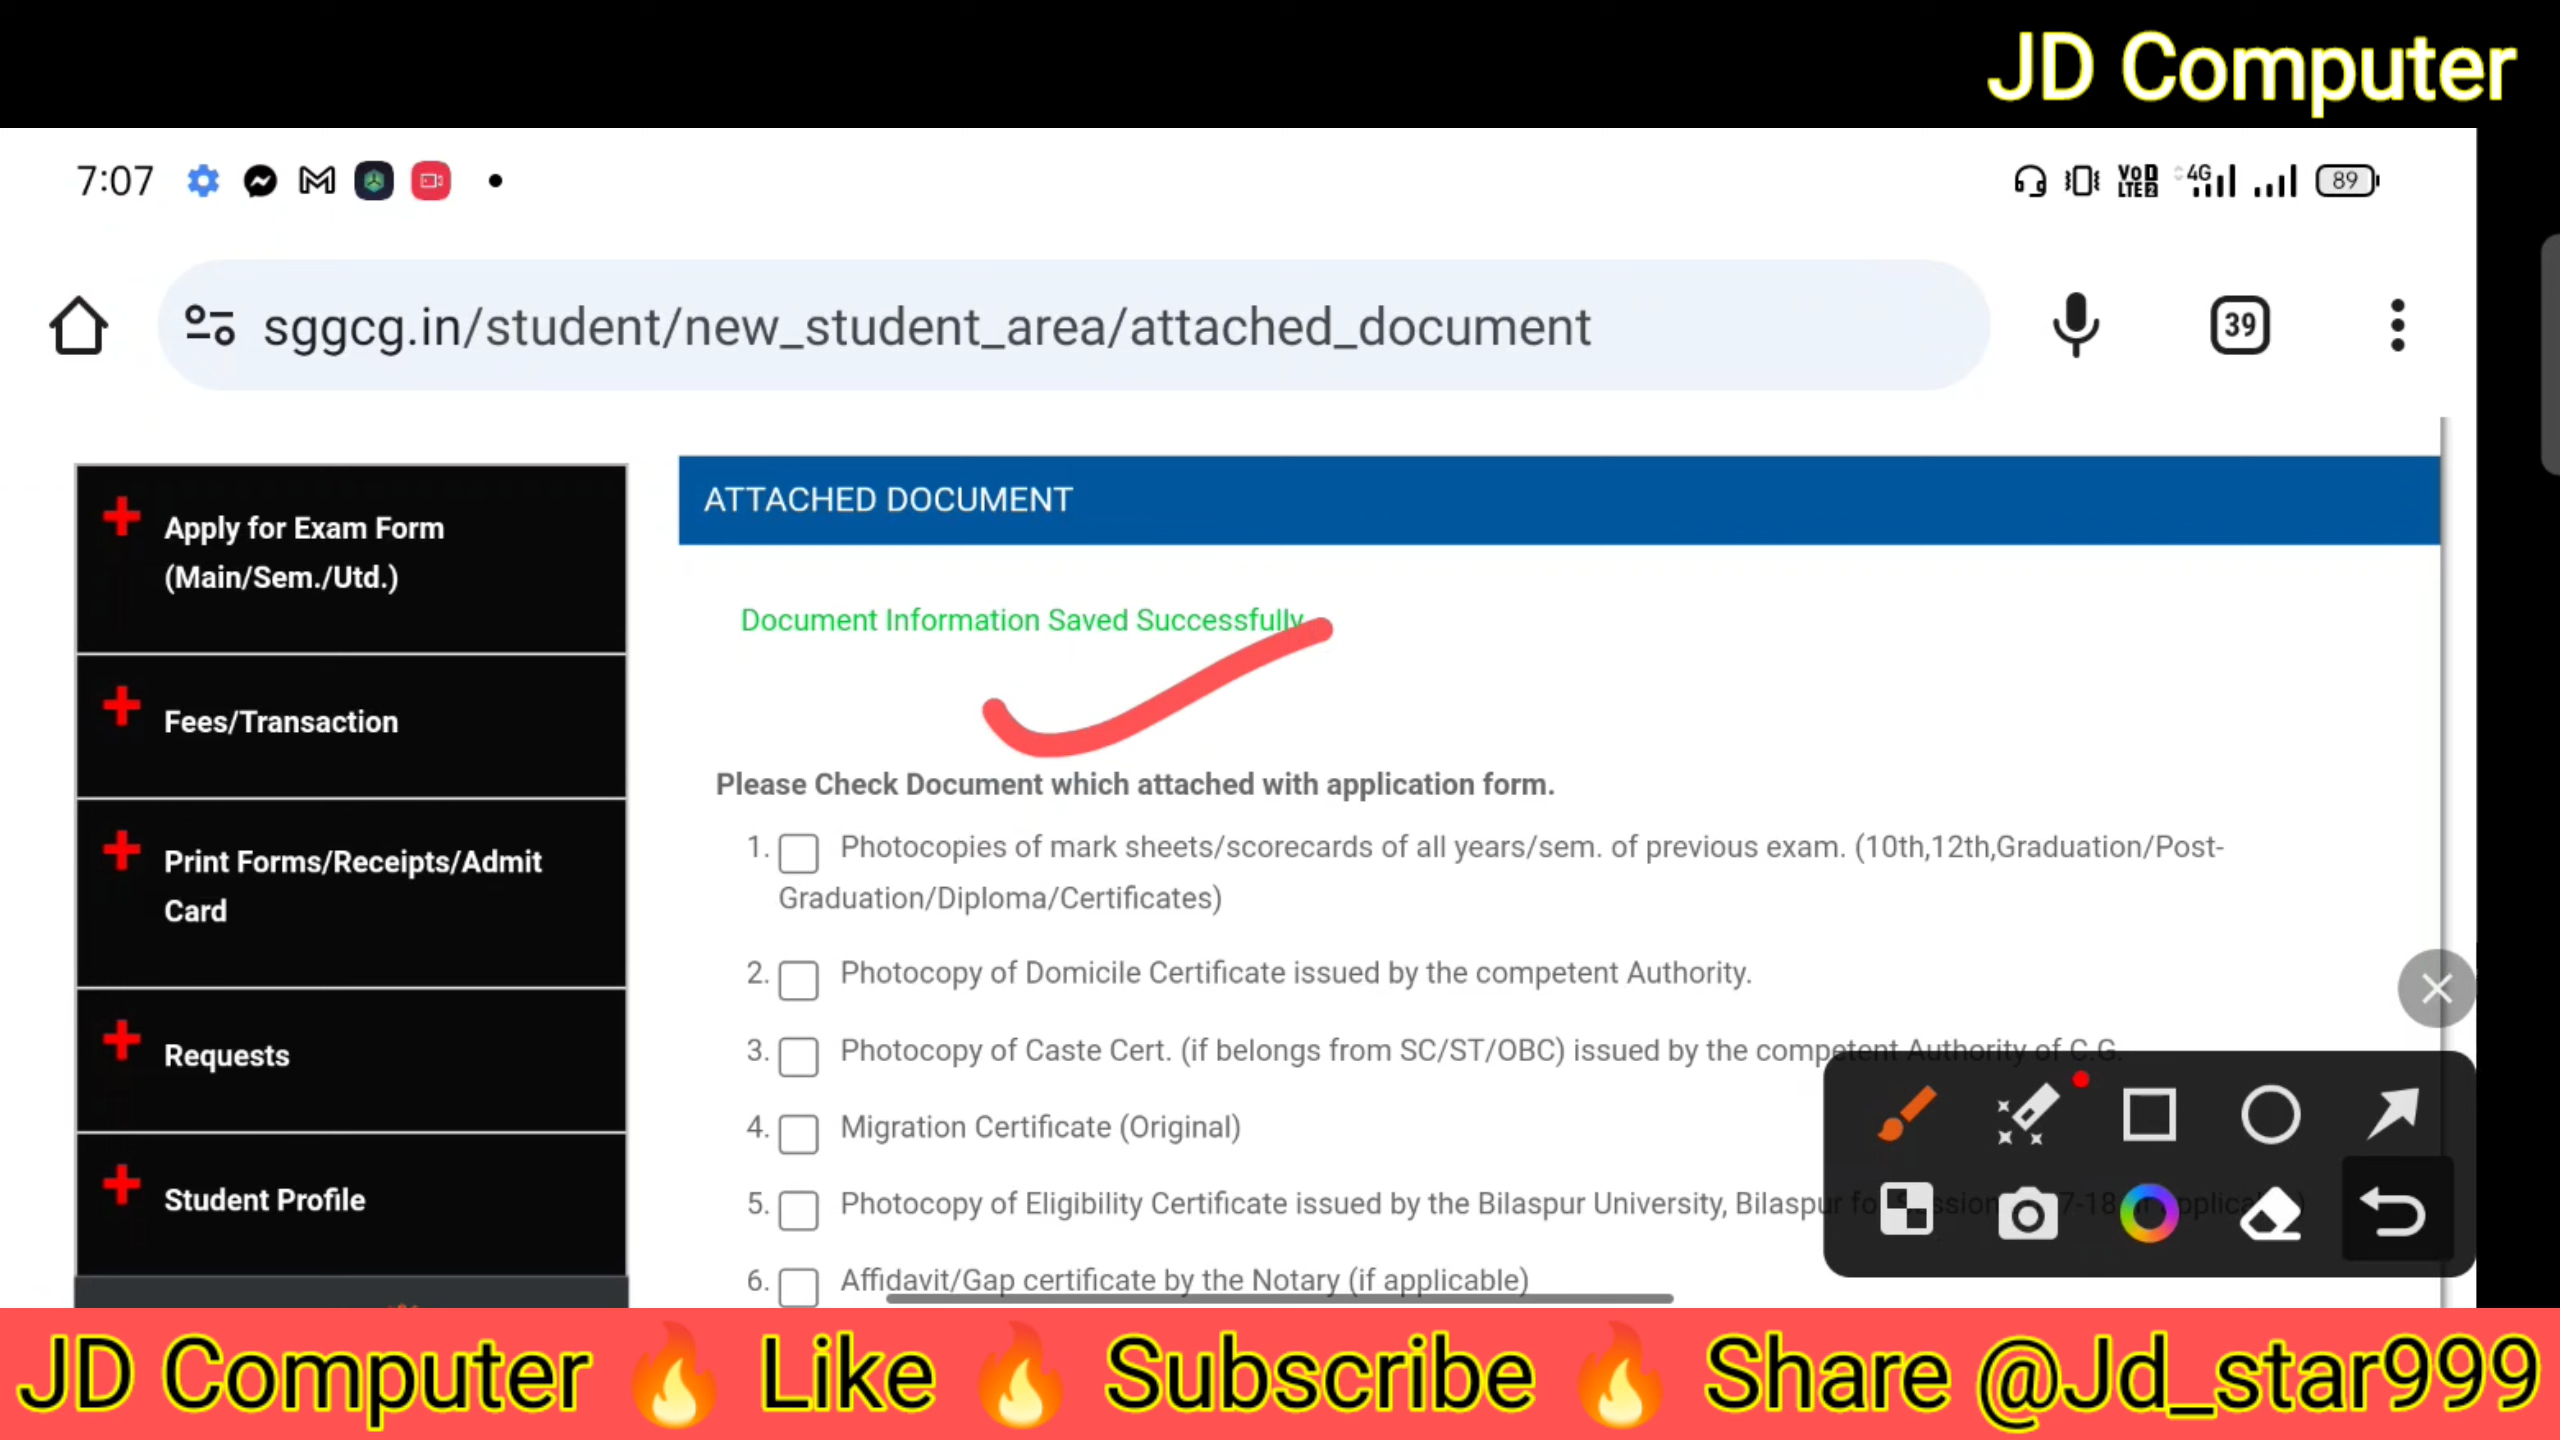 JD Computer
7:07
VoD LTE2 4G 89
sggcg.in/student/new_student_area/attached_document
39
Apply for Exam Form
(Main/Sem./Utd.)
Fees/Transaction
Print Forms/Receipts/Admit
Card
Requests
Student Profile
ATTACHED DOCUMENT
Document Information Saved Successfully
Please Check Document which attached with application form.
1. Photocopies of mark sheets/scorecards of all years/sem. of previous exam. (10th,12th,Graduation/Post-
Graduation/Diploma/Certificates)
2. Photocopy of Domicile Certificate issued by the competent Authority.
3. Photocopy of Caste Cert. (if belongs from SC/ST/OBC) issued by the competent Authority of C.G.
4. Migration Certificate (Original)
5. Photocopy of Eligibility Certificate issued by the Bilaspur University, Bilaspur
6. Affidavit/Gap certificate by the Notary (if applicable)
JD Computer 🔥 Like 🔥 Subscribe 🔥 Share @Jd_star999